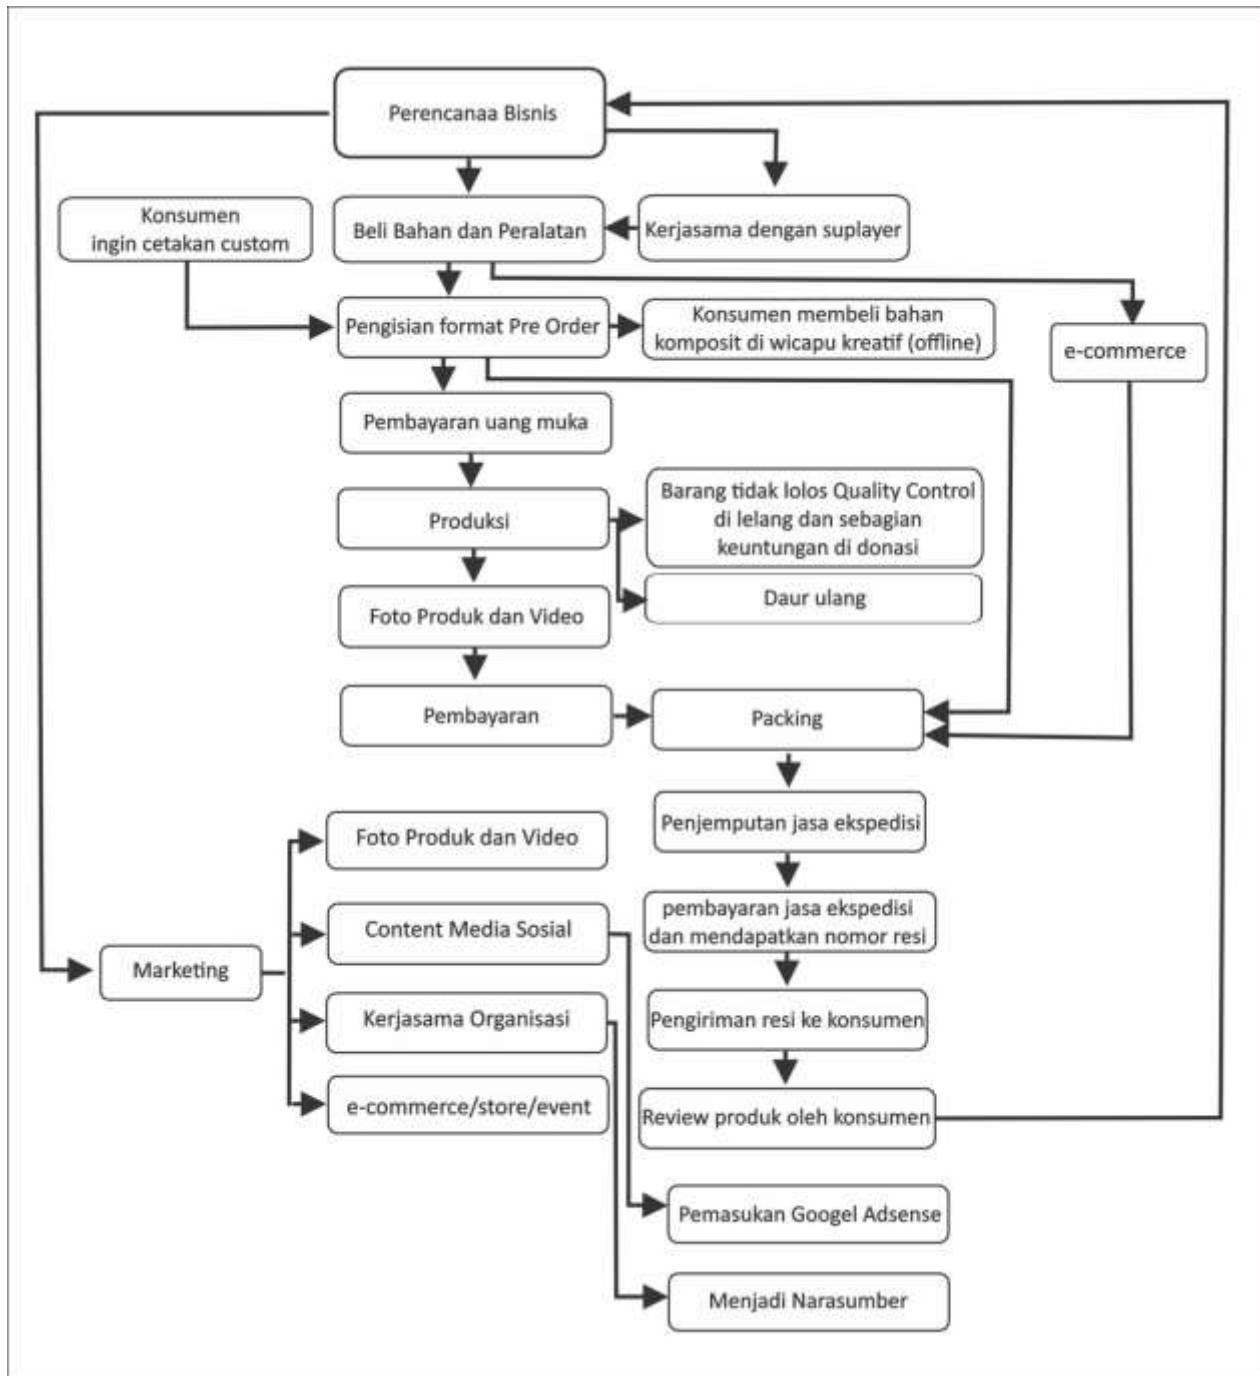 Perencanaa Bisnis
Konsumen
ingin cetakan custom
Beli Bahan dan Peralatan
Kerjasama dengan suplayer
Pengisian format Pre Order
Konsumen membeli bahan
komposit di wicapu kreatif (offline)
e-commerce
Pembayaran uang muka
Produksi
Barang tidak lolos Quality Control
di lelang dan sebagian
keuntungan di donasi
Daur ulang
Foto Produk dan Video
Pembayaran
Packing
Penjemputan jasa ekspedisi
pembayaran jasa ekspedisi
dan mendapatkan nomor resi
Pengiriman resi ke konsumen
Review produk oleh konsumen
Marketing
Foto Produk dan Video
Content Media Sosial
Kerjasama Organisasi
e-commerce/store/event
Pemasukan Googel Adsense
Menjadi Narasumber